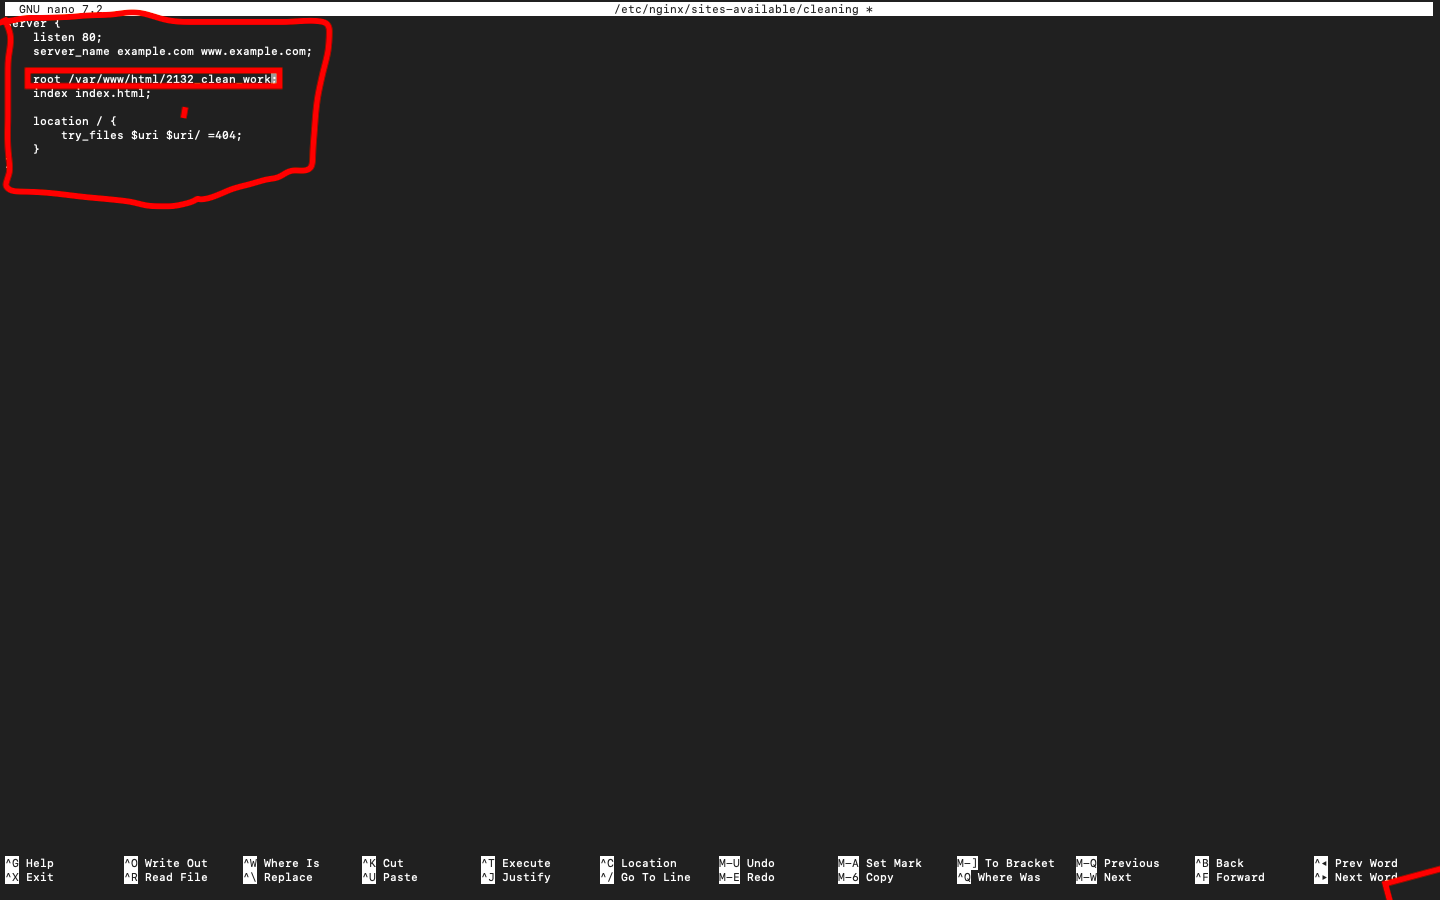 GNU nano 7.2 /etc/nginx/sites-available/cleaning *
server {
listen 80;
server_name example.com www.example.com;
root /var/www/html/2132_clean_work;
index index.html;
location / {
try_files $uri $uri/ =404;
}
^G Help ^O Write Out ^W Where Is ^K Cut ^T Execute ^C Location M-U Undo M-A Set Mark M-] To Bracket M-Q Previous ^B Back ^◂ Prev Word
^X Exit ^R Read File ^\ Replace ^U Paste ^J Justify ^/ Go To Line M-E Redo M-6 Copy ^Q Where Was M-W Next ^F Forward ^▸ Next Word